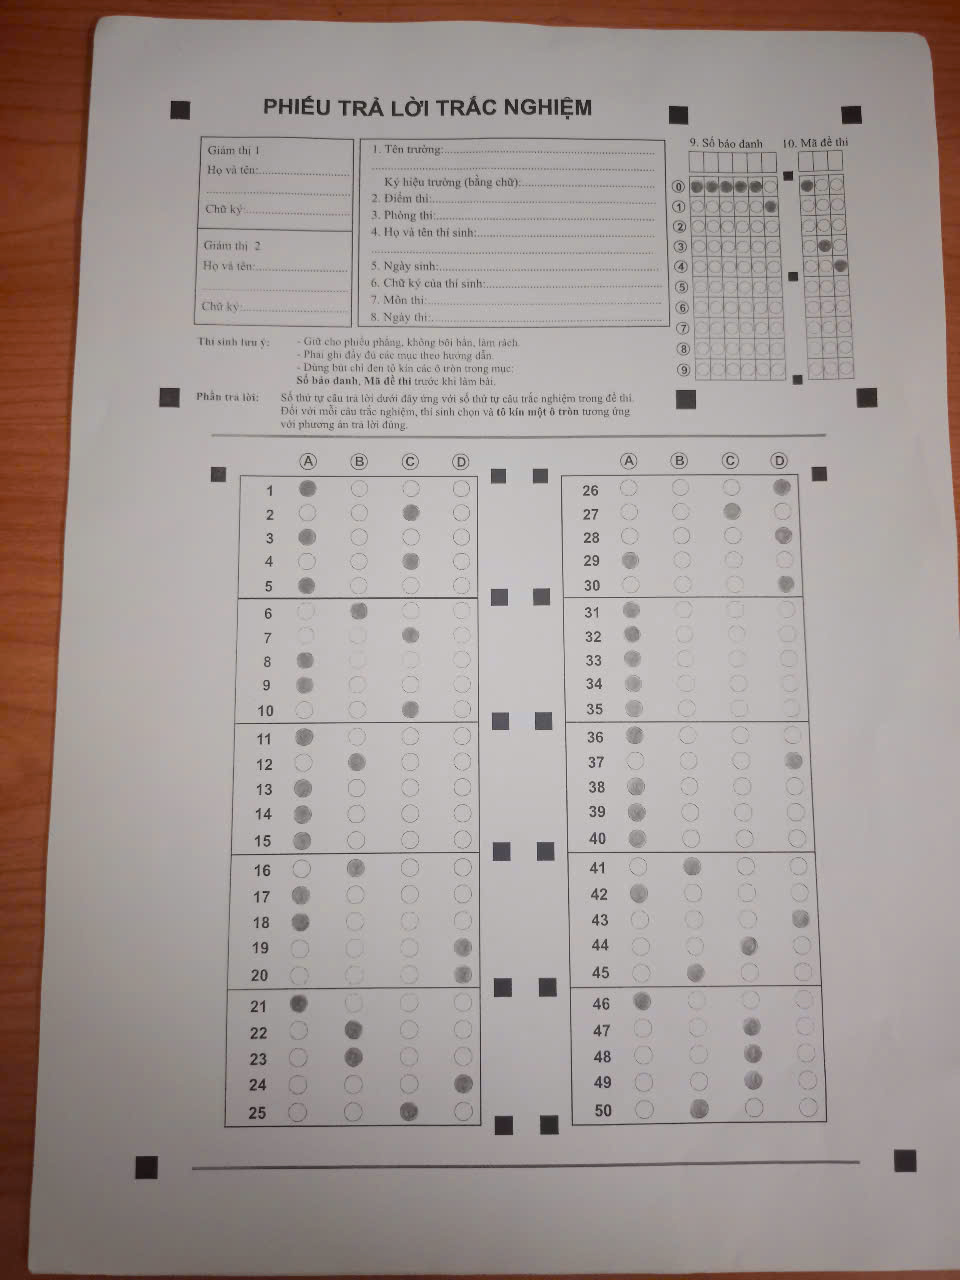 PHIẾU TRẢ LỜI TRẮC NGHIỆM
Giám thị 1
Họ và tên:
Chữ ký:
Giám thị 2
Họ và tên:
Chữ ký:
1. Tên trường:
Ký hiệu trường (bằng chữ):
2. Điểm thi:
3. Phòng thi:
4. Họ và tên thí sinh:
5. Ngày sinh:
6. Chữ ký của thí sinh:
7. Môn thi:
8. Ngày thi:
9. Số báo danh
10. Mã đề thi
0
1
2
3
4
5
6
7
8
9
Thí sinh lưu ý:
- Giữ cho phiếu phẳng, không bôi bẩn, làm rách.
- Phải ghi đầy đủ các mục theo hướng dẫn.
- Dùng bút chì đen tô kín các ô tròn trong mục:
Số báo danh, Mã đề thi trước khi làm bài.
Phần trả lời: Số thứ tự câu trả lời dưới đây ứng với số thứ tự câu trắc nghiệm trong đề thi.
Đối với mỗi câu trắc nghiệm, thí sinh chọn và tô kín một ô tròn tương ứng
với phương án trả lời đúng.
A B C D
1
2
3
4
5
6
7
8
9
10
11
12
13
14
15
16
17
18
19
20
21
22
23
24
25
A B C D
26
27
28
29
30
31
32
33
34
35
36
37
38
39
40
41
42
43
44
45
46
47
48
49
50